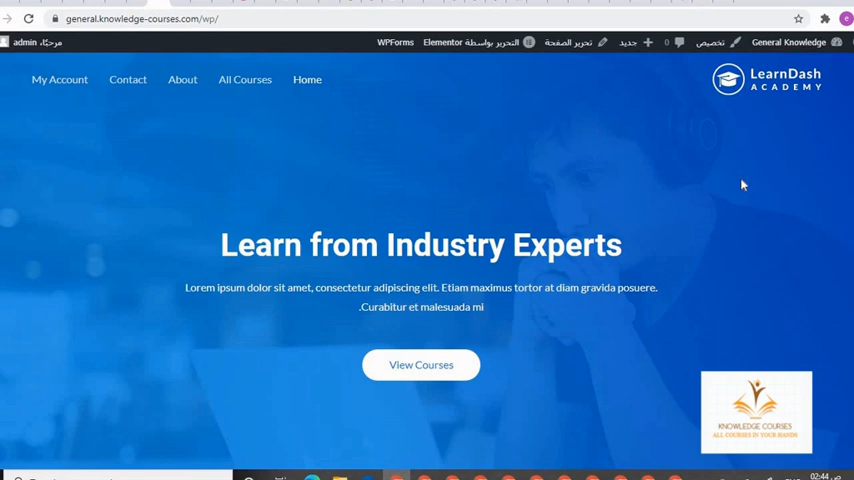 general.knowledge-courses.com/wp/
e
مرحبًا، admin
WPForms
التحرير بواسطة Elementor
تحرير الصفحة
جديد
0
تخصيص
General Knowledge
My Account
Contact
About
All Courses
Home
LearnDash
ACADEMY
Learn from Industry Experts
Lorem ipsum dolor sit amet, consectetur adipiscing elit. Etiam maximus tortor at diam gravida posuere.
.Curabitur et malesuada mi
View Courses
KNOWLEDGE COURSES
ALL COURSES IN YOUR HANDS
02:44